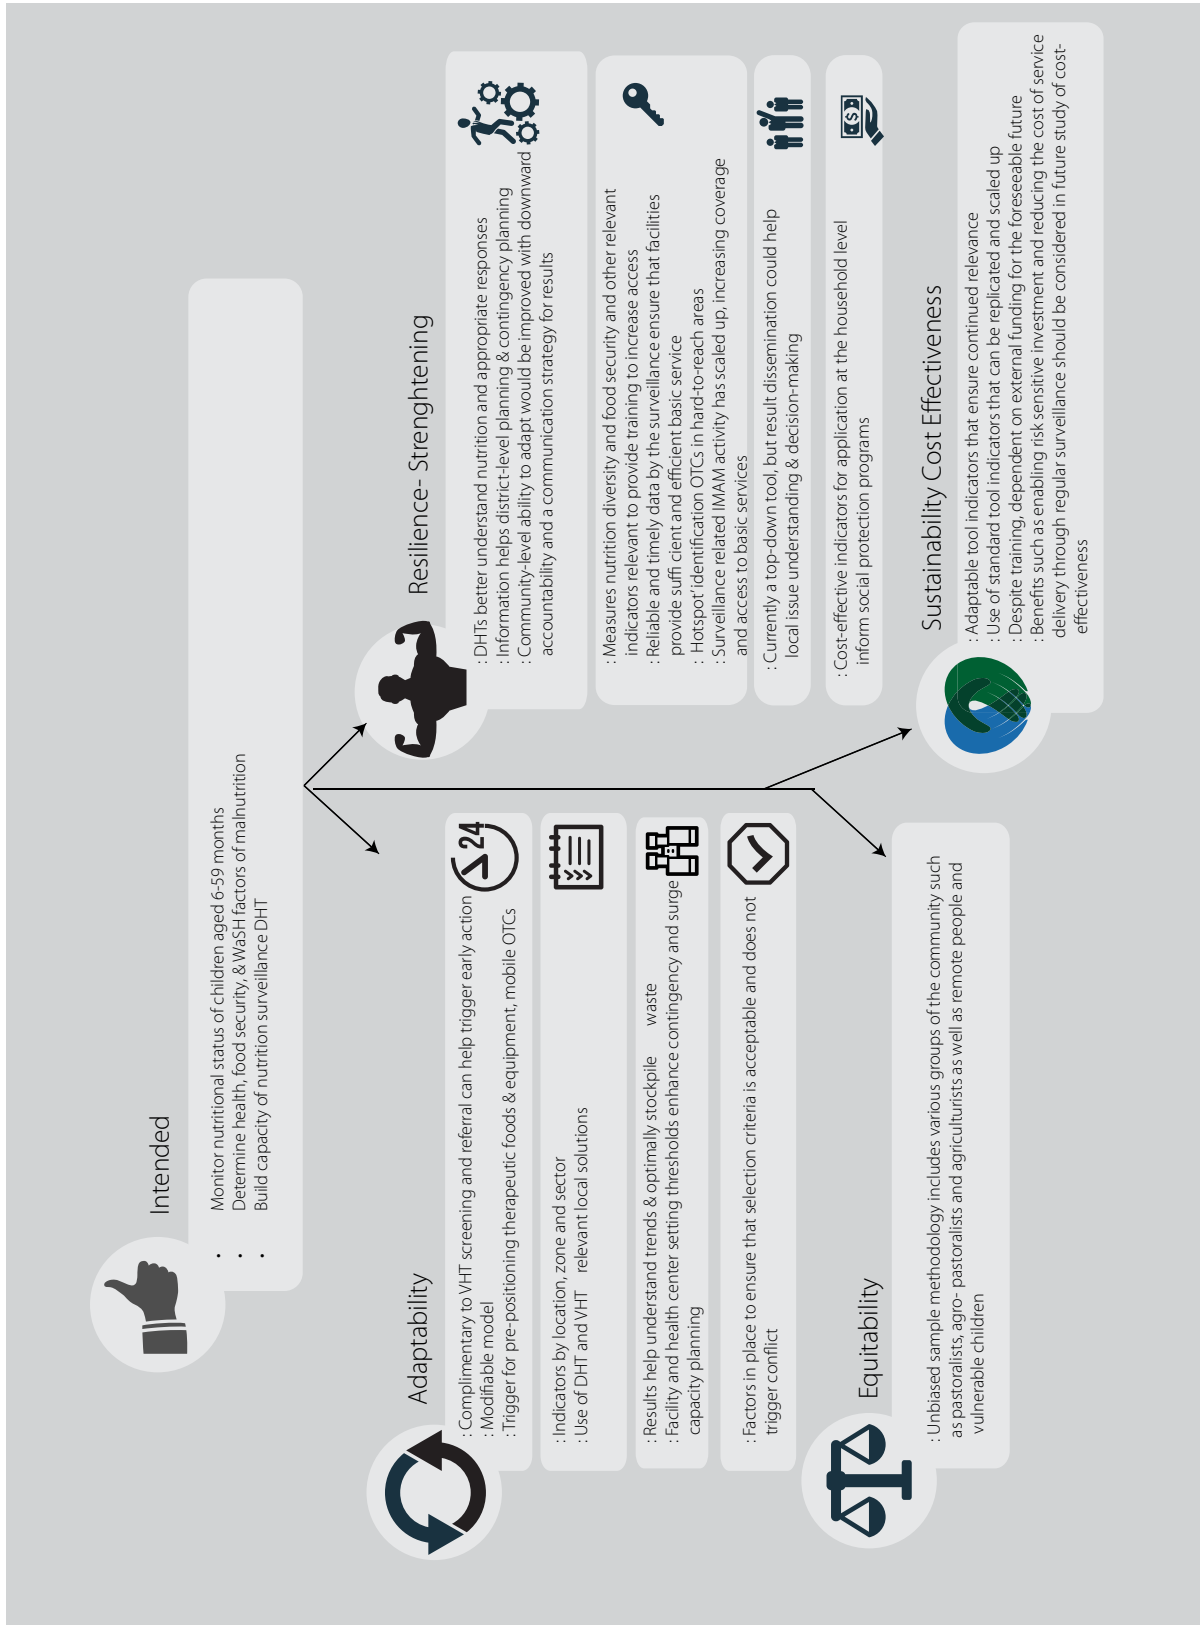 Intended
: Monitor nutritional status of children aged 6-59 months
: Determine health, food security, & WaSH factors of malnutrition
: Build capacity of nutrition surveillance DHT
Adaptability
: Complimentary to VHT screening and referral can help trigger early action
: Modifiable model
: Trigger for pre-positioning therapeutic foods & equipment, mobile OTCs
24
: Indicators by location, zone and sector
: Use of DHT and VHT relevant local solutions
: Results help understand trends & optimally stockpile waste
: Facility and health center setting thresholds enhance contingency and surge
capacity planning
: Factors in place to ensure that selection criteria is acceptable and does not
trigger conflict
Resilience- Strenghtening
: DHTs better understand nutrition and appropriate responses
: Information helps district-level planning & contingency planning
: Community-level ability to adapt would be improved with downward
accountability and a communication strategy for results
: Measures nutrition diversity and food security and other relevant
indicators relevant to provide training to increase access
: Reliable and timely data by the surveillance ensure that facilities
provide suffi cient and efficient basic service
: Hotspot’identification OTCs in hard-to-reach areas
: Surveillance related IMAM activity has scaled up, increasing coverage
and access to basic services
: Currently a top-down tool, but result dissemination could help
local issue understanding & decision-making
$
: Cost-effective indicators for application at the household level
inform social protection programs
Equitability
: Unbiased sample methodology includes various groups of the community such
as pastoralists, agro- pastoralists and agriculturists as well as remote people and
vulnerable children
Sustainability Cost Effectiveness
: Adaptable tool indicators that ensure continued relevance
: Use of standard tool indicators that can be replicated and scaled up
: Despite training, dependent on external funding for the foreseeable future
: Benefits such as enabling risk sensitive investment and reducing the cost of service
delivery through regular surveillance should be considered in future study of cost-
effectiveness